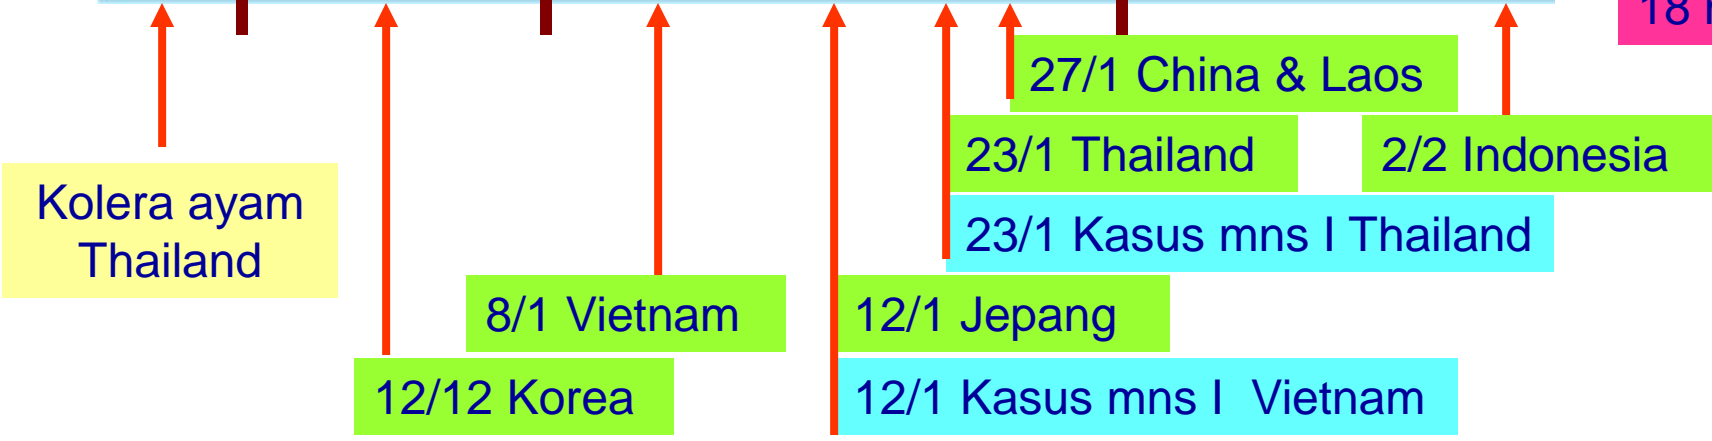 18
27/1 China & Laos
23/1 Thailand
2/2 Indonesia
Kolera ayam
Thailand
23/1 Kasus mns I Thailand
8/1 Vietnam
12/1 Jepang
12/12 Korea
12/1 Kasus mns I  Vietnam